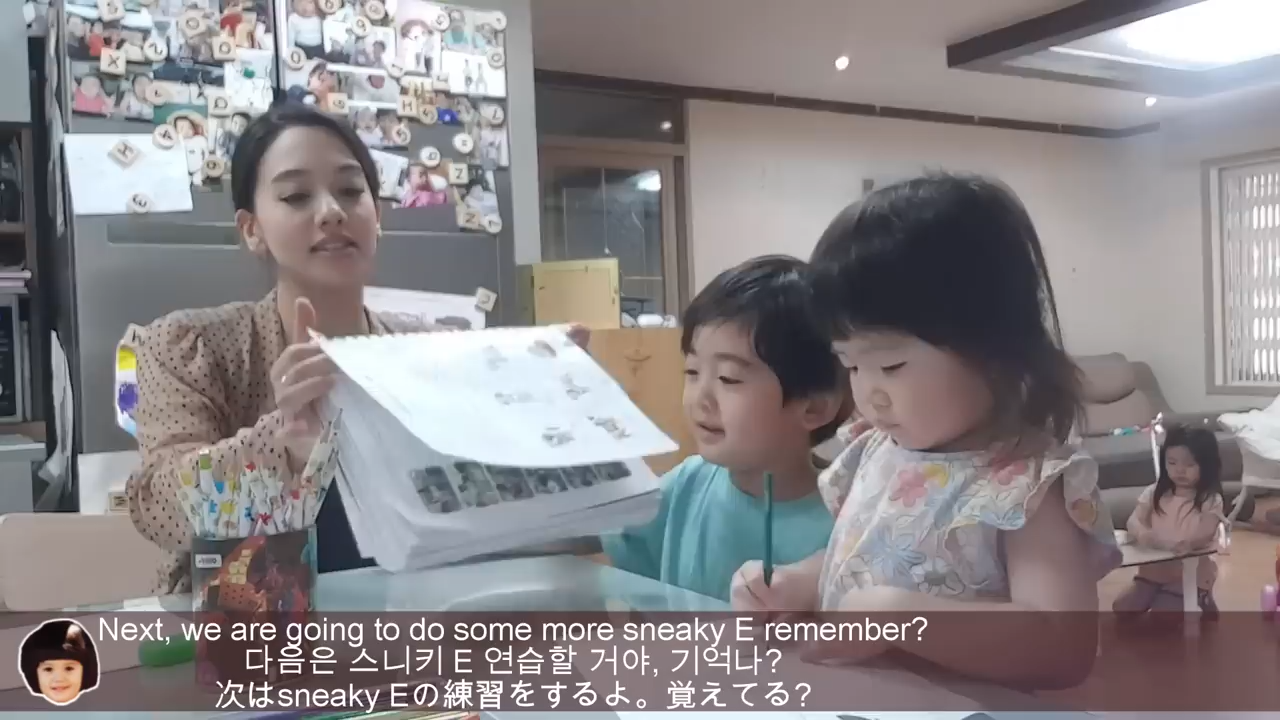 Next, we are going to do some more sneaky E remember?
다음은 스니키 E 연습할 거야, 기억나?
次はsneaky Eの練習をするよ。覚えてる?